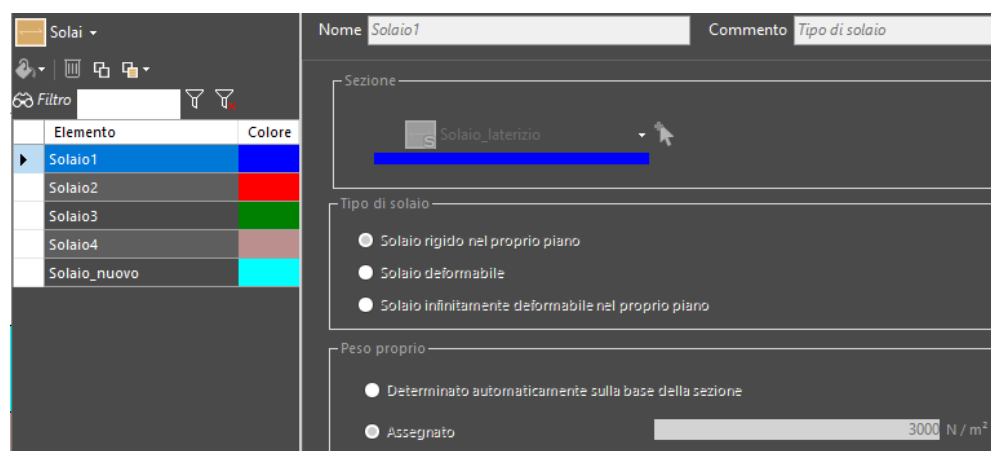 Solai
Nome Solaio1 Commento Tipo di solaio
Filtro
Sezione
Elemento Colore
S Solaio_laterizio
Solaio1
Solaio2
Solaio3
Solaio4
Solaio_nuovo
Tipo di solaio
Solaio rigido nel proprio piano
Solaio deformabile
Solaio infinitamente deformabile nel proprio piano
Peso proprio
Determinato automaticamente sulla base della sezione
Assegnato 3000 N / m²